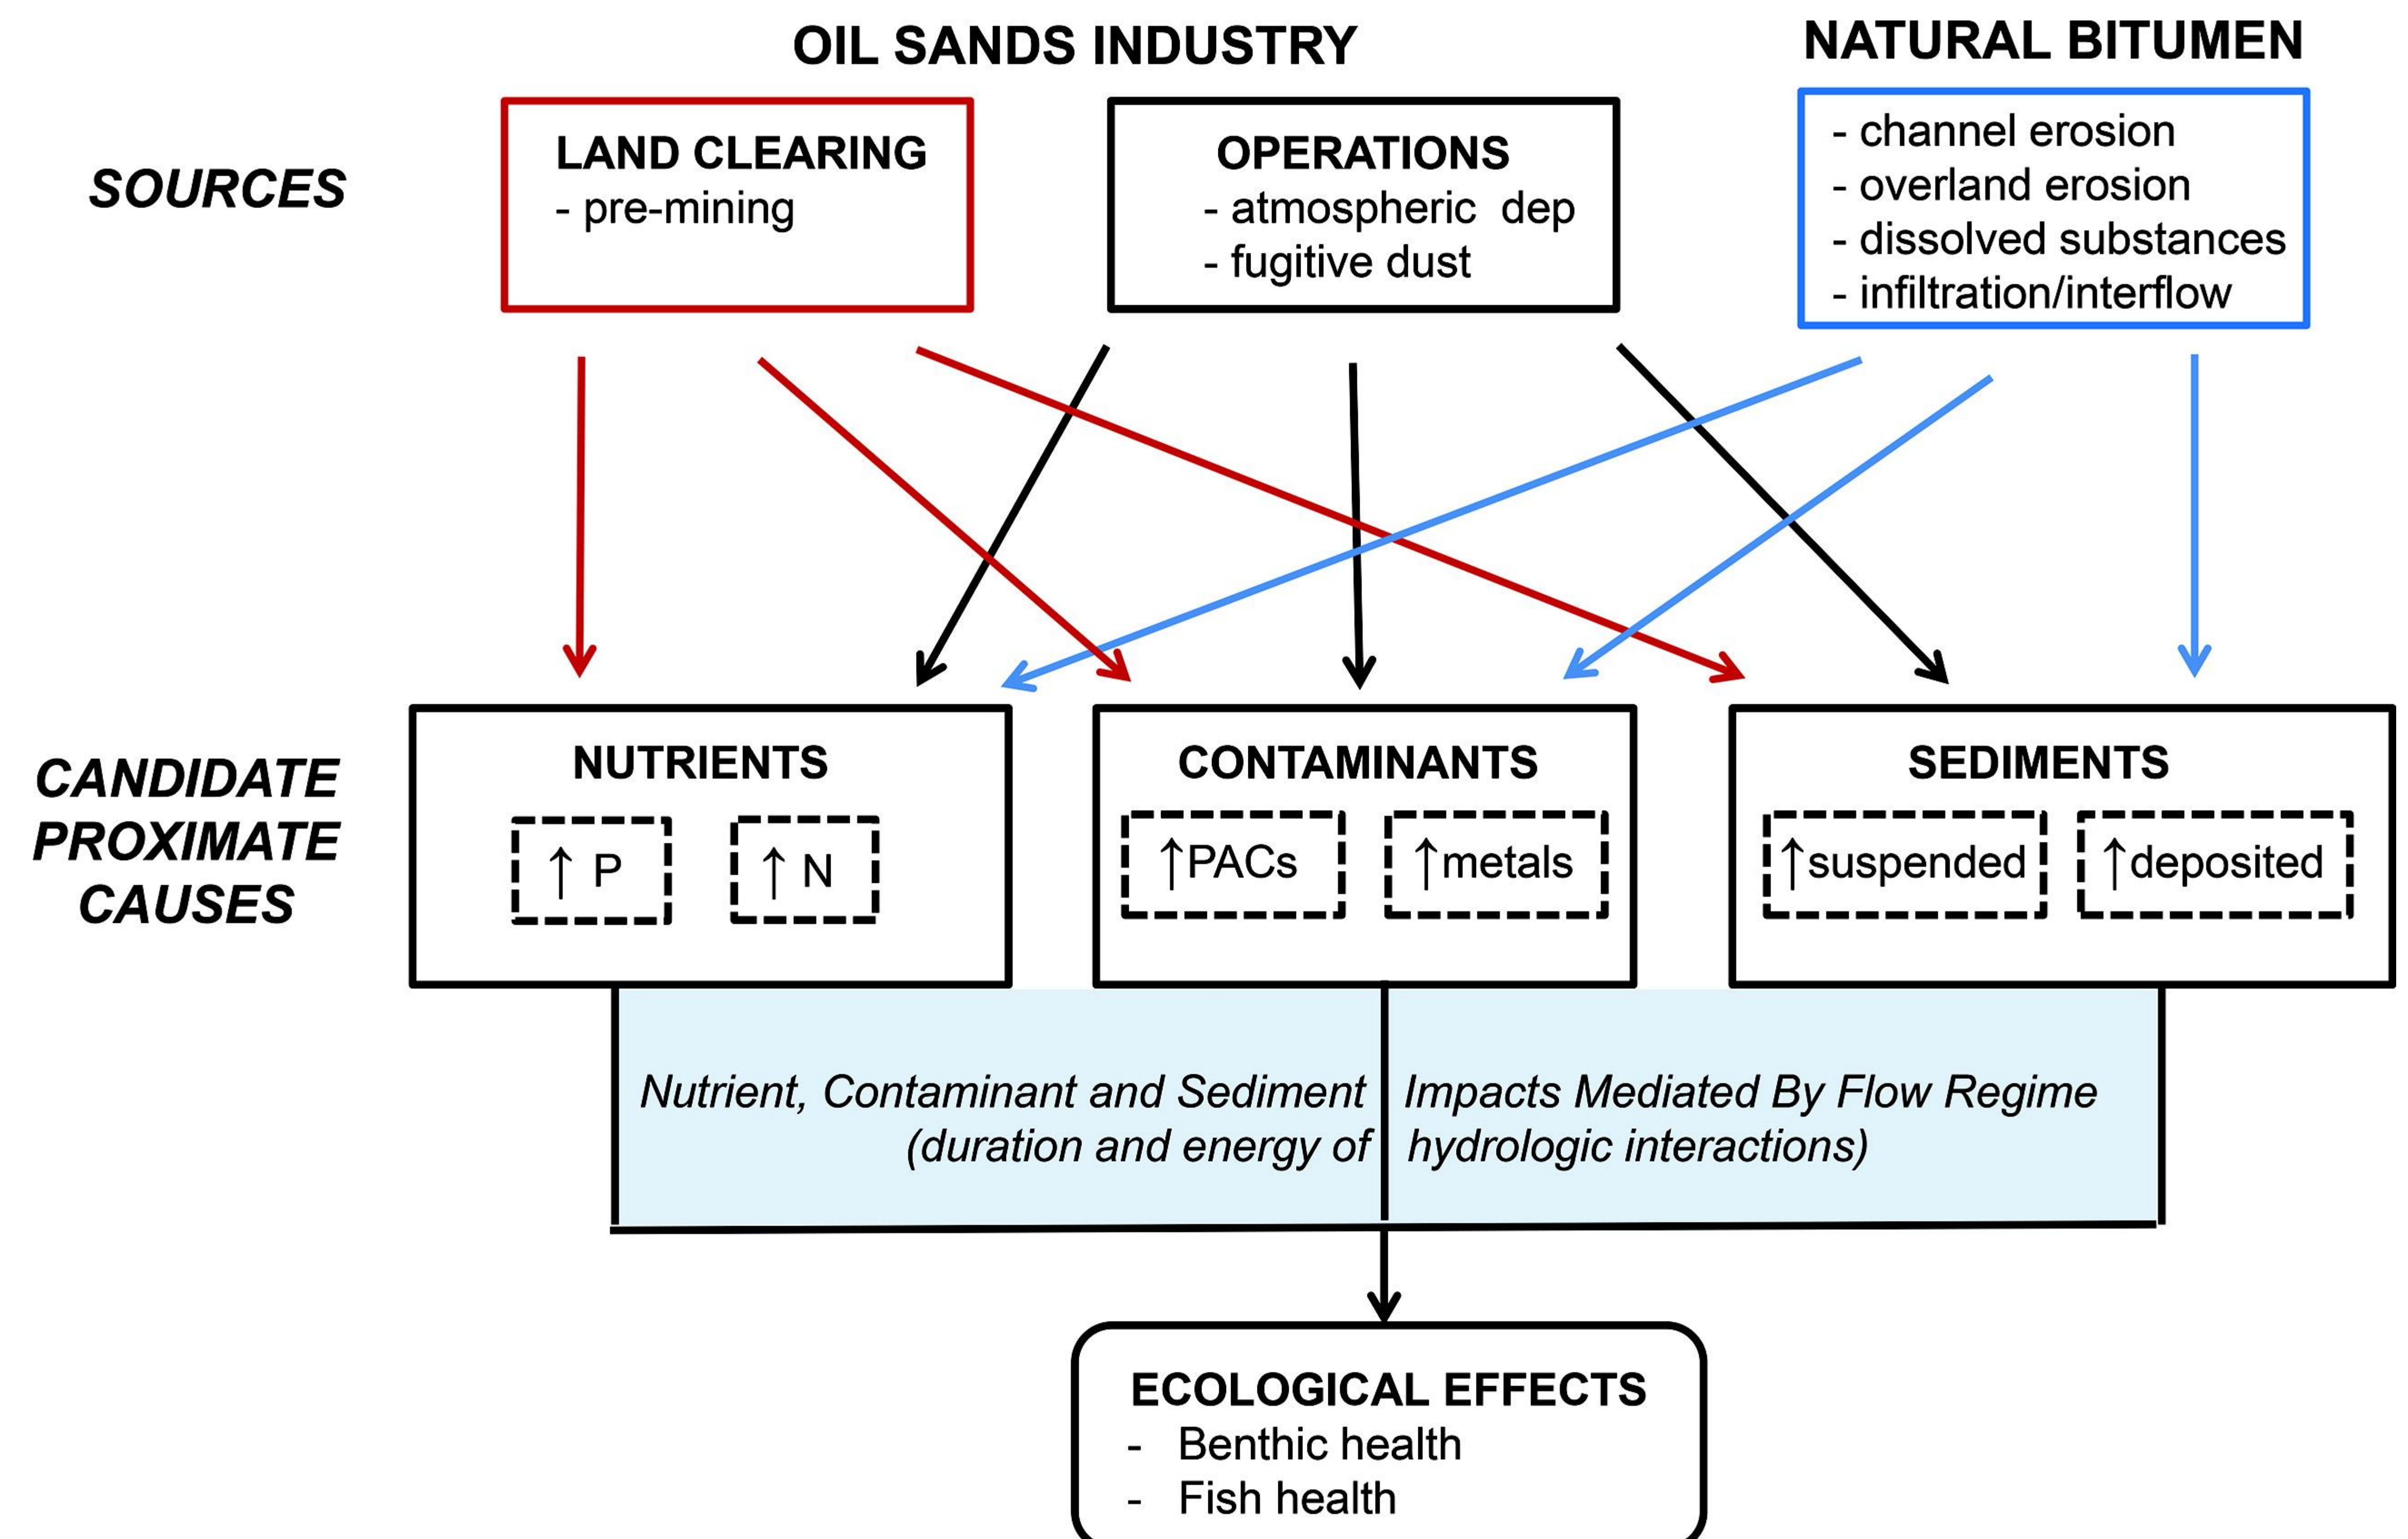 OIL SANDS INDUSTRY
NATURAL BITUMEN
SOURCES
LAND CLEARING
- pre-mining
OPERATIONS
- atmospheric dep
- fugitive dust
- channel erosion
- overland erosion
- dissolved substances
- infiltration/interflow
CANDIDATE
PROXIMATE
CAUSES
NUTRIENTS
↑ P
↑ N
CONTAMINANTS
↑PACs
↑metals
SEDIMENTS
↑suspended
↑deposited
Nutrient, Contaminant and Sediment Impacts Mediated By Flow Regime
(duration and energy of hydrologic interactions)
ECOLOGICAL EFFECTS
- Benthic health
- Fish health